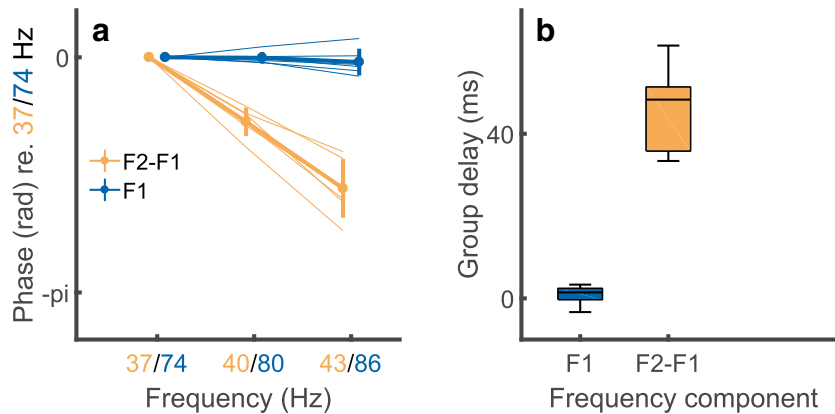 a
0
-pi
Phase (rad) re. 37/74 Hz
F2-F1
F1
37/74
40/80
43/86
Frequency (Hz)
b
40
0
Group delay (ms)
F1
F2-F1
Frequency component